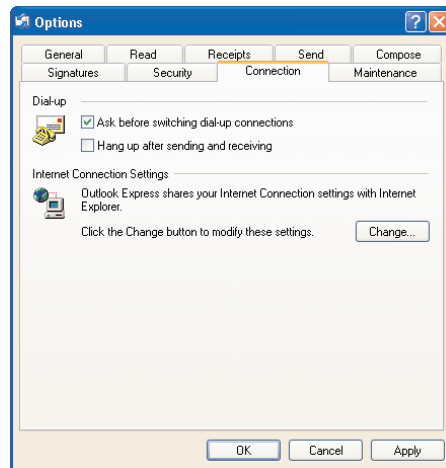 Options
General Read Receipts Send Compose
Signatures Security Connection Maintenance
Dial-up
Ask before switching dial-up connections
Hang up after sending and receiving
Internet Connection Settings
Outlook Express shares your Internet Connection settings with Internet
Explorer.
Click the Change button to modify these settings. Change...
OK Cancel Apply